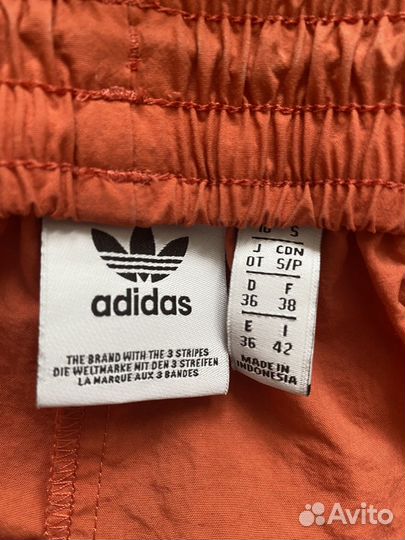 adidas
THE BRAND WITH THE 3 STRIPES
DIE WELTMARKE MIT DEN 3 STREIFEN
LA MARQUE AUX 3 BANDES
S
J CDN
OT S/P
D F
36 38
E I
36 42
MADE IN
INDONESIA
Avito